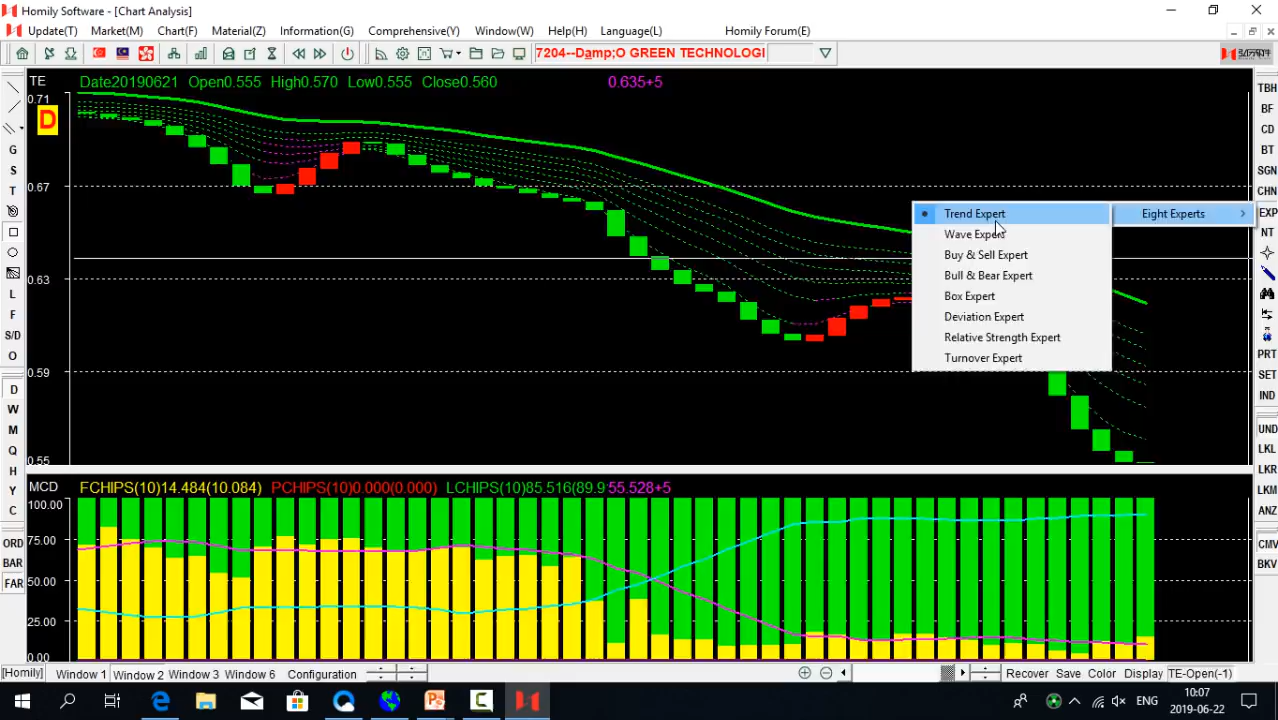 Homily Software - [Chart Analysis]
Update(T) Market(M) Chart(F) Material(Z) Information(G) Comprehensive(V) Window(W) Help(H) Language(L) Homily Forum(E)
7204--Damp;O GREEN TECHNOLOGI
TE Date20190621 Open0.555 High0.570 Low0.555 Close0.560 0.635+5
0.71
D
0.67
0.63
0.59
0.55
Trend Expert
Wave Expert
Buy & Sell Expert
Bull & Bear Expert
Box Expert
Deviation Expert
Relative Strength Expert
Turnover Expert
Eight Experts
MCD FCHIPS(10)14.484(10.084) PCHIPS(10)0.000(0.000) LCHIPS(10)85.516(89.9 55.528+5
100.00
75.00
50.00
25.00
0.00
G
S
T
L
F
S/D
O
D
W
M
Q
H
Y
C
ORD
BAR
FAR
TBH
BF
CD
BT
SGN
CHN
EXP
NT
PRT
SET
IND
UND
LKL
LKR
LKM
ANZ
CMV
BKV
[Homily] Window 1 Window 2 Window 3 Window 6 Configuration Recover Save Color Display TE-Open(-1)
ENG
10:07
2019-06-22